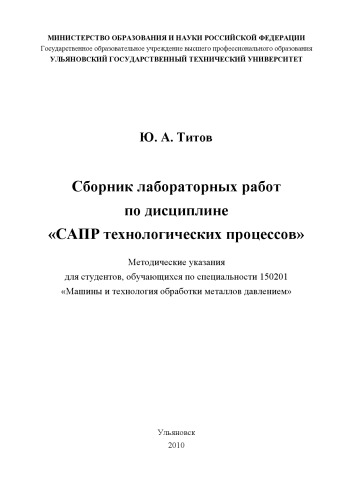 МИНИСТЕРСТВО ОБРАЗОВАНИЯ И НАУКИ РОССИЙСКОЙ ФЕДЕРАЦИИ
Государственное образовательное учреждение высшего профессионального образования
УЛЬЯНОВСКИЙ ГОСУДАРСТВЕННЫЙ ТЕХНИЧЕСКИЙ УНИВЕРСИТЕТ
Ю. А. Титов
Сборник лабораторных работ
по дисциплине
«САПР технологических процессов»
Методические указания
для студентов, обучающихся по специальности 150201
«Машины и технология обработки металлов давлением»
Ульяновск
2010